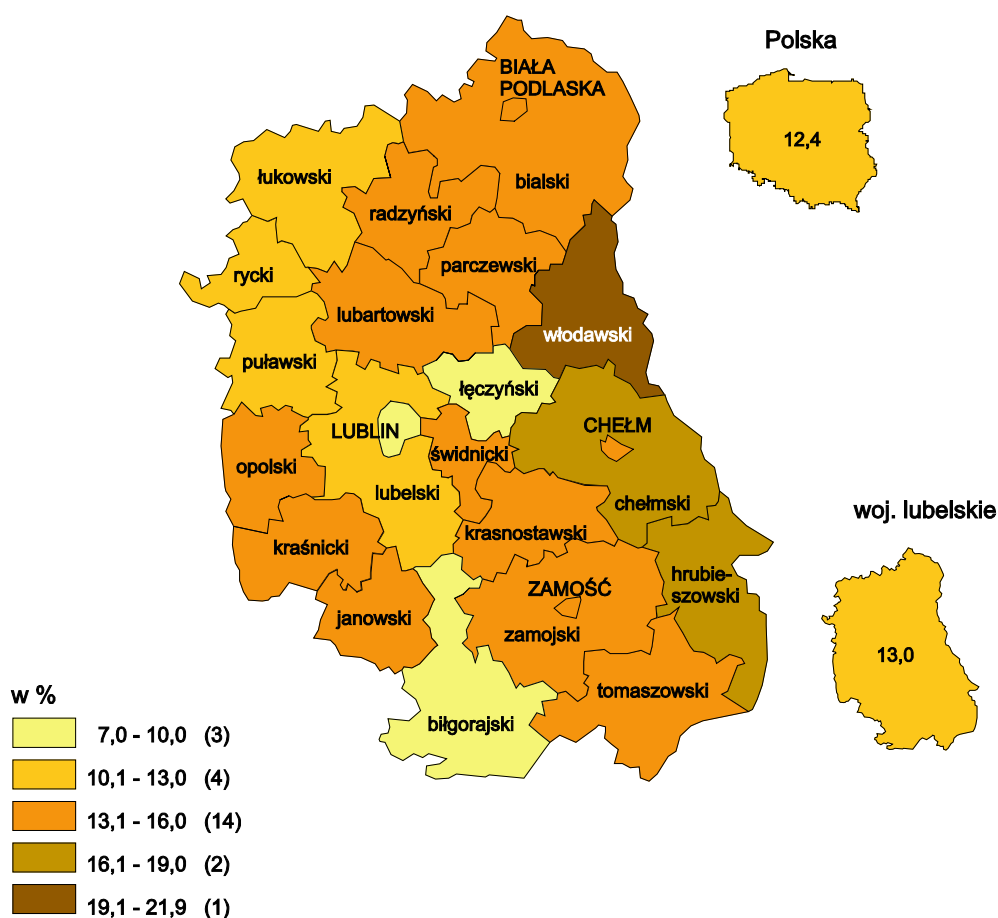 Polska
12,4
BIAŁA
PODLASKA
bialski
łukowski
radzyński
parczewski
rycki
lubartowski
włodawski
puławski
łęczyński
LUBLIN
CHEŁM
świdnicki
opolski
lubelski
chełmski
woj. lubelskie
kraśnicki
krasnostawski
hrubie-
szowski
ZAMOŚĆ
janowski
zamojski
13,0
tomaszowski
biłgorajski
w %
7,0 - 10,0 (3)
10,1 - 13,0 (4)
13,1 - 16,0 (14)
16,1 - 19,0 (2)
19,1 - 21,9 (1)